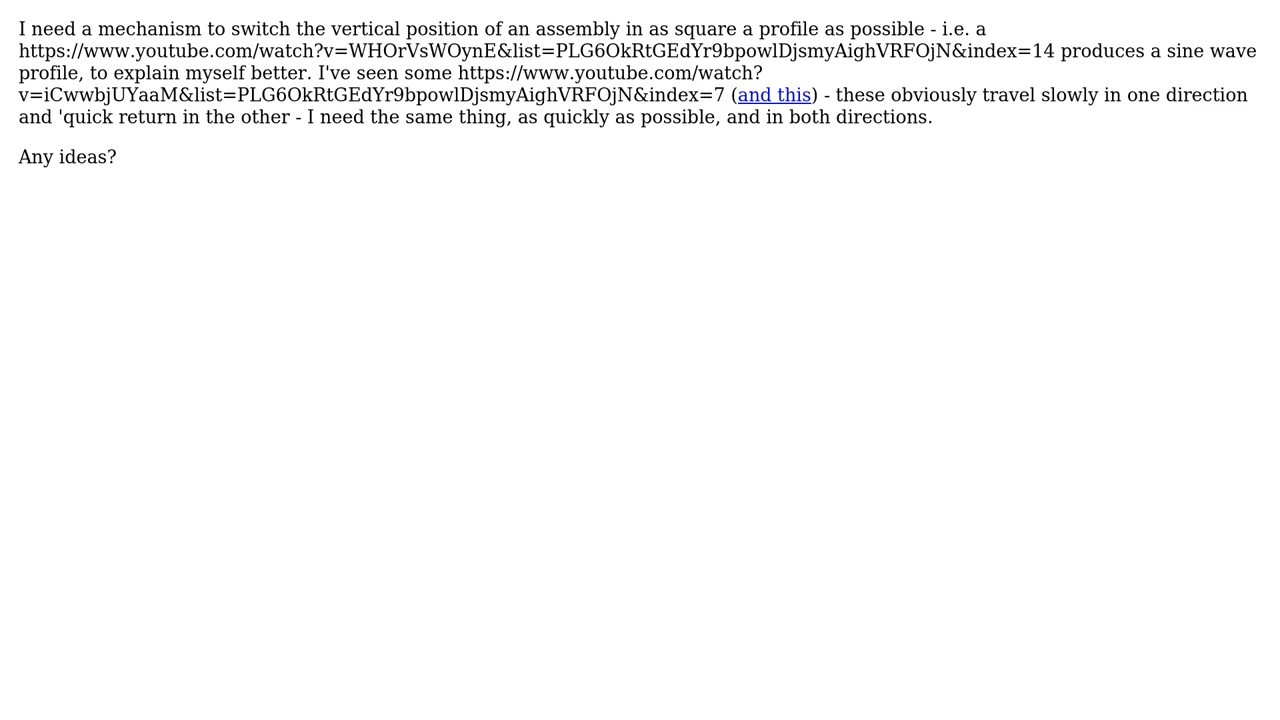 I need a mechanism to switch the vertical position of an assembly in as square a profile as possible - i.e. a
https://www.youtube.com/watch?v=WHOrVsWOynE&list=PLG6OkRtGEdYr9bpowlDjsmyAighVRFOjN&index=14 produces a sine wave
profile, to explain myself better. I've seen some https://www.youtube.com/watch?
v=iCwwbjUYaaM&list=PLG6OkRtGEdYr9bpowlDjsmyAighVRFOjN&index=7 (and this) - these obviously travel slowly in one direction
and 'quick return in the other - I need the same thing, as quickly as possible, and in both directions.
Any ideas?